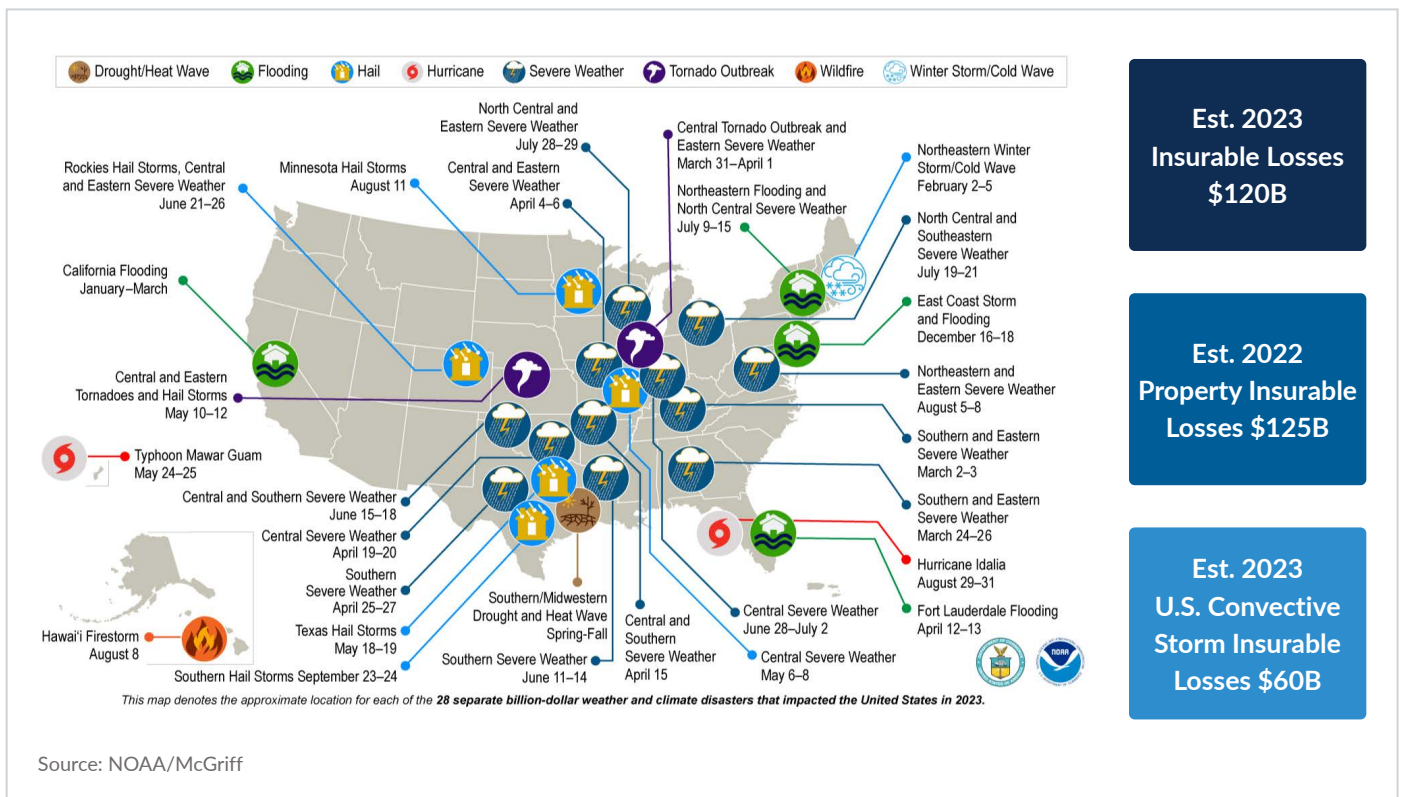 Drought/Heat Wave
Flooding
Hail
Hurricane
Severe Weather
Tornado Outbreak
Wildfire
Winter Storm/Cold Wave
North Central and
Eastern Severe Weather
July 28–29
Central Tornado Outbreak and
Eastern Severe Weather
March 31–April 1
Northeastern Winter
Storm/Cold Wave
February 2–5
Rockies Hail Storms, Central
and Eastern Severe Weather
June 21–26
Minnesota Hail Storms
August 11
Central and Eastern
Severe Weather
April 4–6
Northeastern Flooding and
North Central Severe Weather
July 9–15
North Central and
Southeastern
Severe Weather
July 19–21
California Flooding
January–March
East Coast Storm
and Flooding
December 16–18
Central and Eastern
Tornadoes and Hail Storms
May 10–12
Northeastern and
Eastern Severe Weather
August 5–8
Typhoon Mawar Guam
May 24–25
Southern and Eastern
Severe Weather
March 2–3
Central and Southern Severe Weather
June 15–18
Southern and Eastern
Severe Weather
March 24–26
Central Severe Weather
April 19–20
Hurricane Idalia
August 29–31
Southern
Severe Weather
April 25–27
Southern/Midwestern
Drought and Heat Wave
Spring-Fall
Central and
Southern
Severe Weather
April 15
Central Severe Weather
June 28–July 2
Fort Lauderdale Flooding
April 12–13
Hawai‘i Firestorm
August 8
Texas Hail Storms
May 18–19
Southern Severe Weather
June 11–14
Central Severe Weather
May 6–8
Southern Hail Storms September 23–24
NOAA
This map denotes the approximate location for each of the 28 separate billion-dollar weather and climate disasters that impacted the United States in 2023.
Est. 2023
Insurable Losses
$120B
Est. 2022
Property Insurable
Losses $125B
Est. 2023
U.S. Convective
Storm Insurable
Losses $60B
Source: NOAA/McGriff